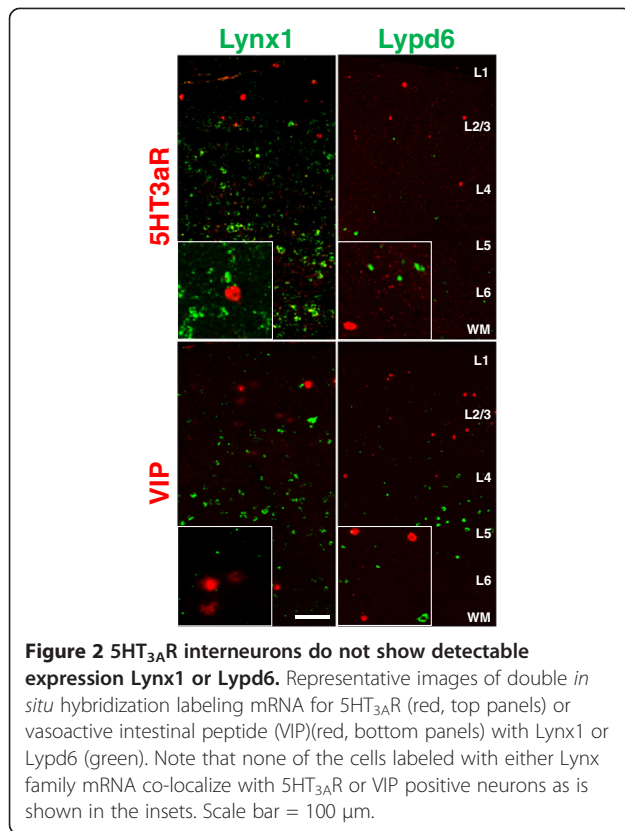 Lynx1 Lypd6
5HT3aR
L1
L2/3
L4
L5
L6
WM
VIP
L1
L2/3
L4
L5
L6
WM
Figure 2 5HT3AR interneurons do not show detectable
expression Lynx1 or Lypd6. Representative images of double in
situ hybridization labeling mRNA for 5HT3AR (red, top panels) or
vasoactive intestinal peptide (VIP)(red, bottom panels) with Lynx1 or
Lypd6 (green). Note that none of the cells labeled with either Lynx
family mRNA co-localize with 5HT3AR or VIP positive neurons as is
shown in the insets. Scale bar = 100 μm.